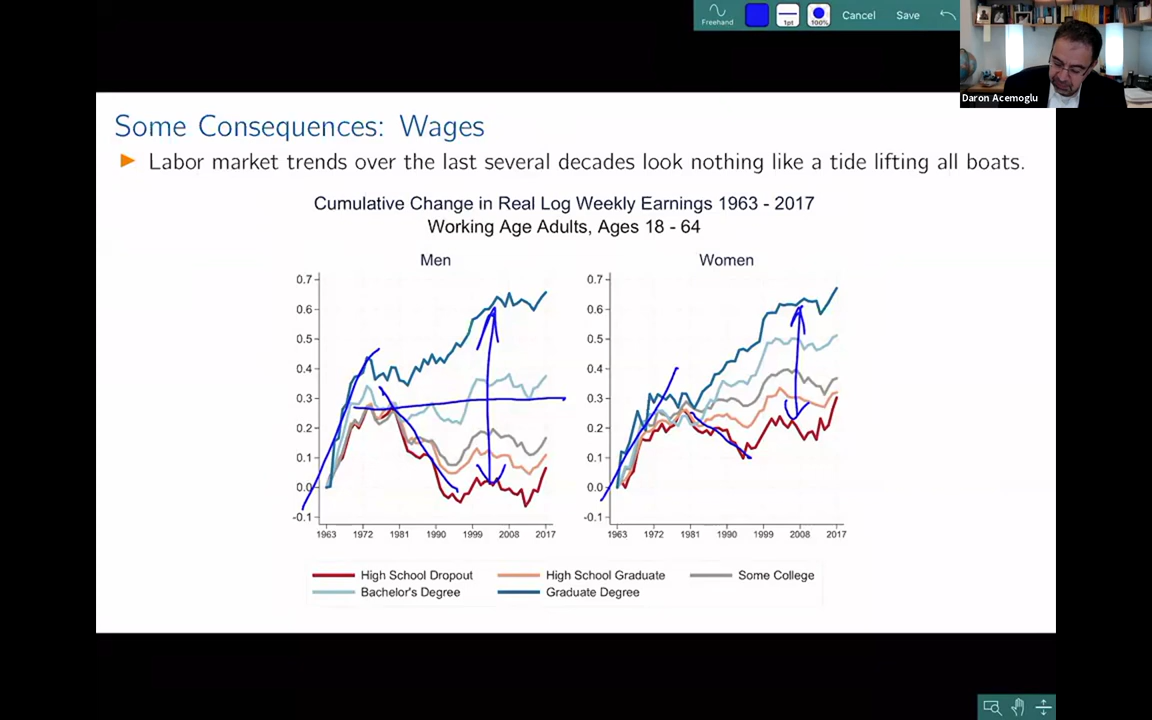 Freehand
1pt
100%
Cancel
Save
Daron Acemoglu
Some Consequences: Wages
Labor market trends over the last several decades look nothing like a tide lifting all boats.
Cumulative Change in Real Log Weekly Earnings 1963 - 2017
Working Age Adults, Ages 18 - 64
Men
0.7
0.6
0.5
0.4
0.3
0.2
0.1
0.0
-0.1
1963 1972 1981 1990 1999 2008 2017
Women
0.7
0.6
0.5
0.4
0.3
0.2
0.1
0.0
-0.1
1963 1972 1981 1990 1999 2008 2017
High School Dropout High School Graduate Some College
Bachelor's Degree Graduate Degree